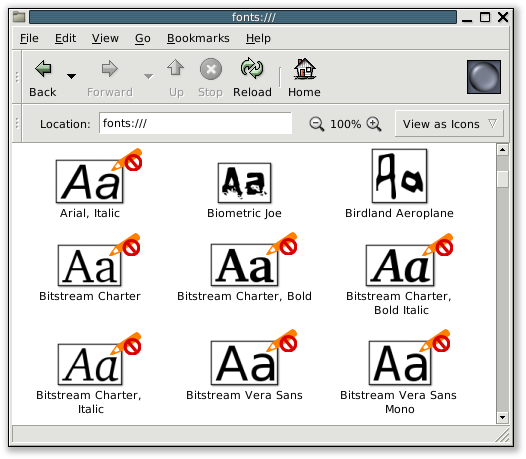 fonts:///
File Edit View Go Bookmarks Help
Back Forward Up Stop Reload Home
Location: fonts:/// 100% View as Icons
Aa Aa Aa
Arial, Italic Biometric Joe Birdland Aeroplane
Aa Aa Aa
Bitstream Charter Bitstream Charter, Bold Bitstream Charter,
Bold Italic
Aa Aa Aa
Bitstream Charter, Bitstream Vera Sans Bitstream Vera Sans
Italic Mono